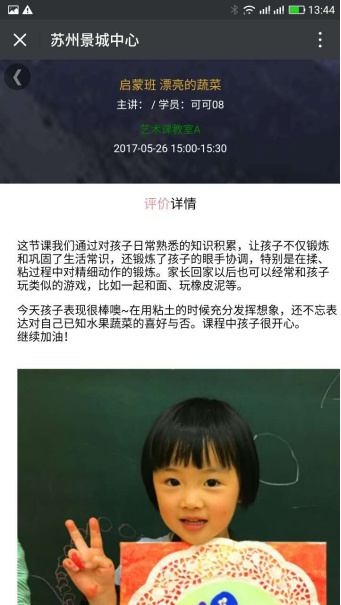 13:44
苏州景城中心
启蒙班 漂亮的蔬菜
主讲： / 学员：可可08
艺术课教室A
2017-05-26 15:00-15:30
评价详情
这节课我们通过对孩子日常熟悉的知识积累，让孩子不仅锻炼
和巩固了生活常识，还锻炼了孩子的眼手协调，特别是在揉、
粘过程中对精细动作的锻炼。家长回家以后也可以经常和孩子
玩类似的游戏，比如一起和面、玩橡皮泥等。
今天孩子表现很棒噢~在用粘土的时候充分发挥想象，还不忘表
达对自己已知水果蔬菜的喜好与否。课程中孩子很开心。
继续加油！